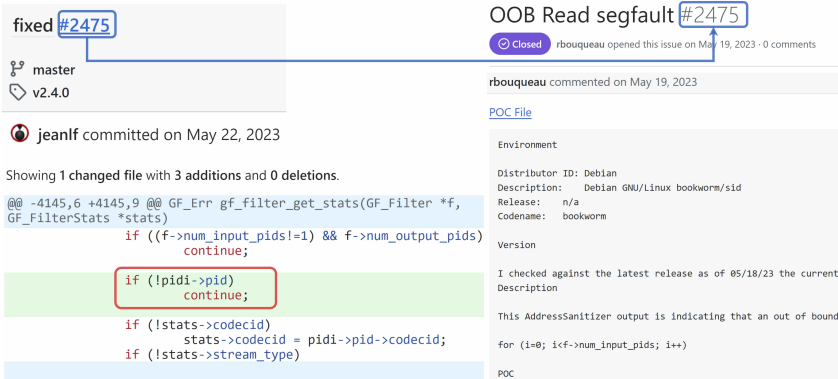 fixed #2475
master
v2.4.0
jeanlf committed on May 22, 2023
Showing 1 changed file with 3 additions and 0 deletions.
@@ -4145,6 +4145,9 @@ GF_Err gf_filter_get_stats(GF_Filter *f,
GF_FilterStats *stats)
if ((f->num_input_pids!=1) && f->num_output_pids)
continue;
if (!pidi->pid)
continue;
if (!stats->codecid)
stats->codecid = pidi->pid->codecid;
if (!stats->stream_type)
OOB Read segfault #2475
Closed rbouqueau opened this issue on May 19, 2023 · 0 comments
rbouqueau commented on May 19, 2023
POC File
Environment
Distributor ID: Debian
Description: Debian GNU/Linux bookworm/sid
Release: n/a
Codename: bookworm
Version
I checked against the latest release as of 05/18/23 the current
Description
This AddressSanitizer output is indicating that an out of bound
for (i=0; i<f->num_input_pids; i++)
POC